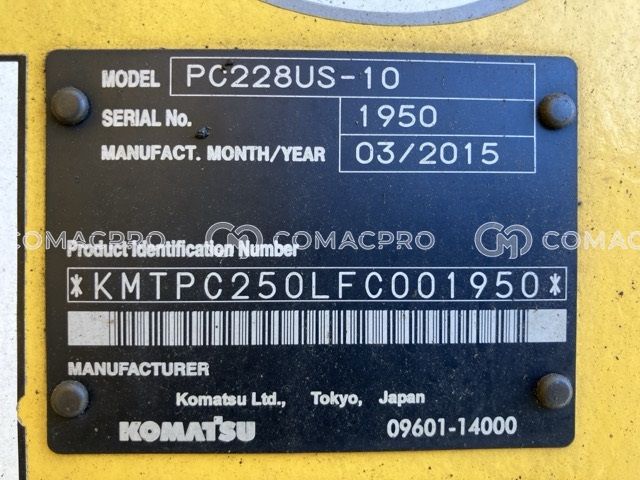 MODEL PC228US-10
SERIAL No. 1950
MANUFACT. MONTH/YEAR 03/2015
COMACPRO COMACPRO COMACPRO
Product Identification Number
*KMTPC250LFC001950*
MANUFACTURER
Komatsu Ltd., Tokyo, Japan
KOMATSU 09601-14000